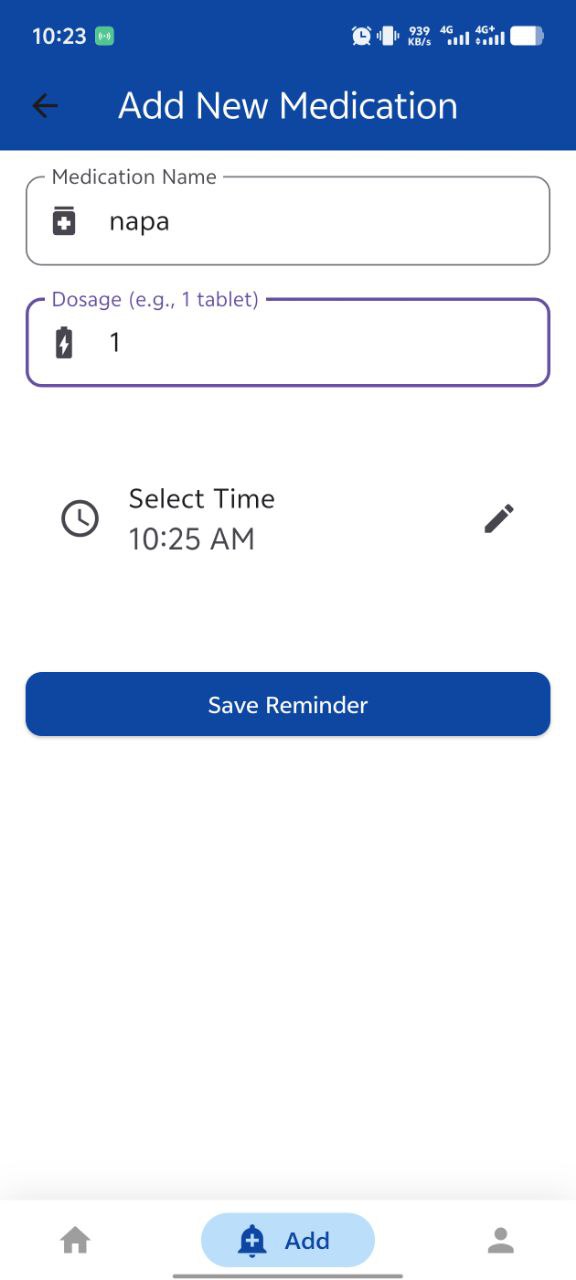 10:23
939 KB/s 4G 4G+
Add New Medication
Medication Name
napa
Dosage (e.g., 1 tablet)
1
Select Time
10:25 AM
Save Reminder
Add